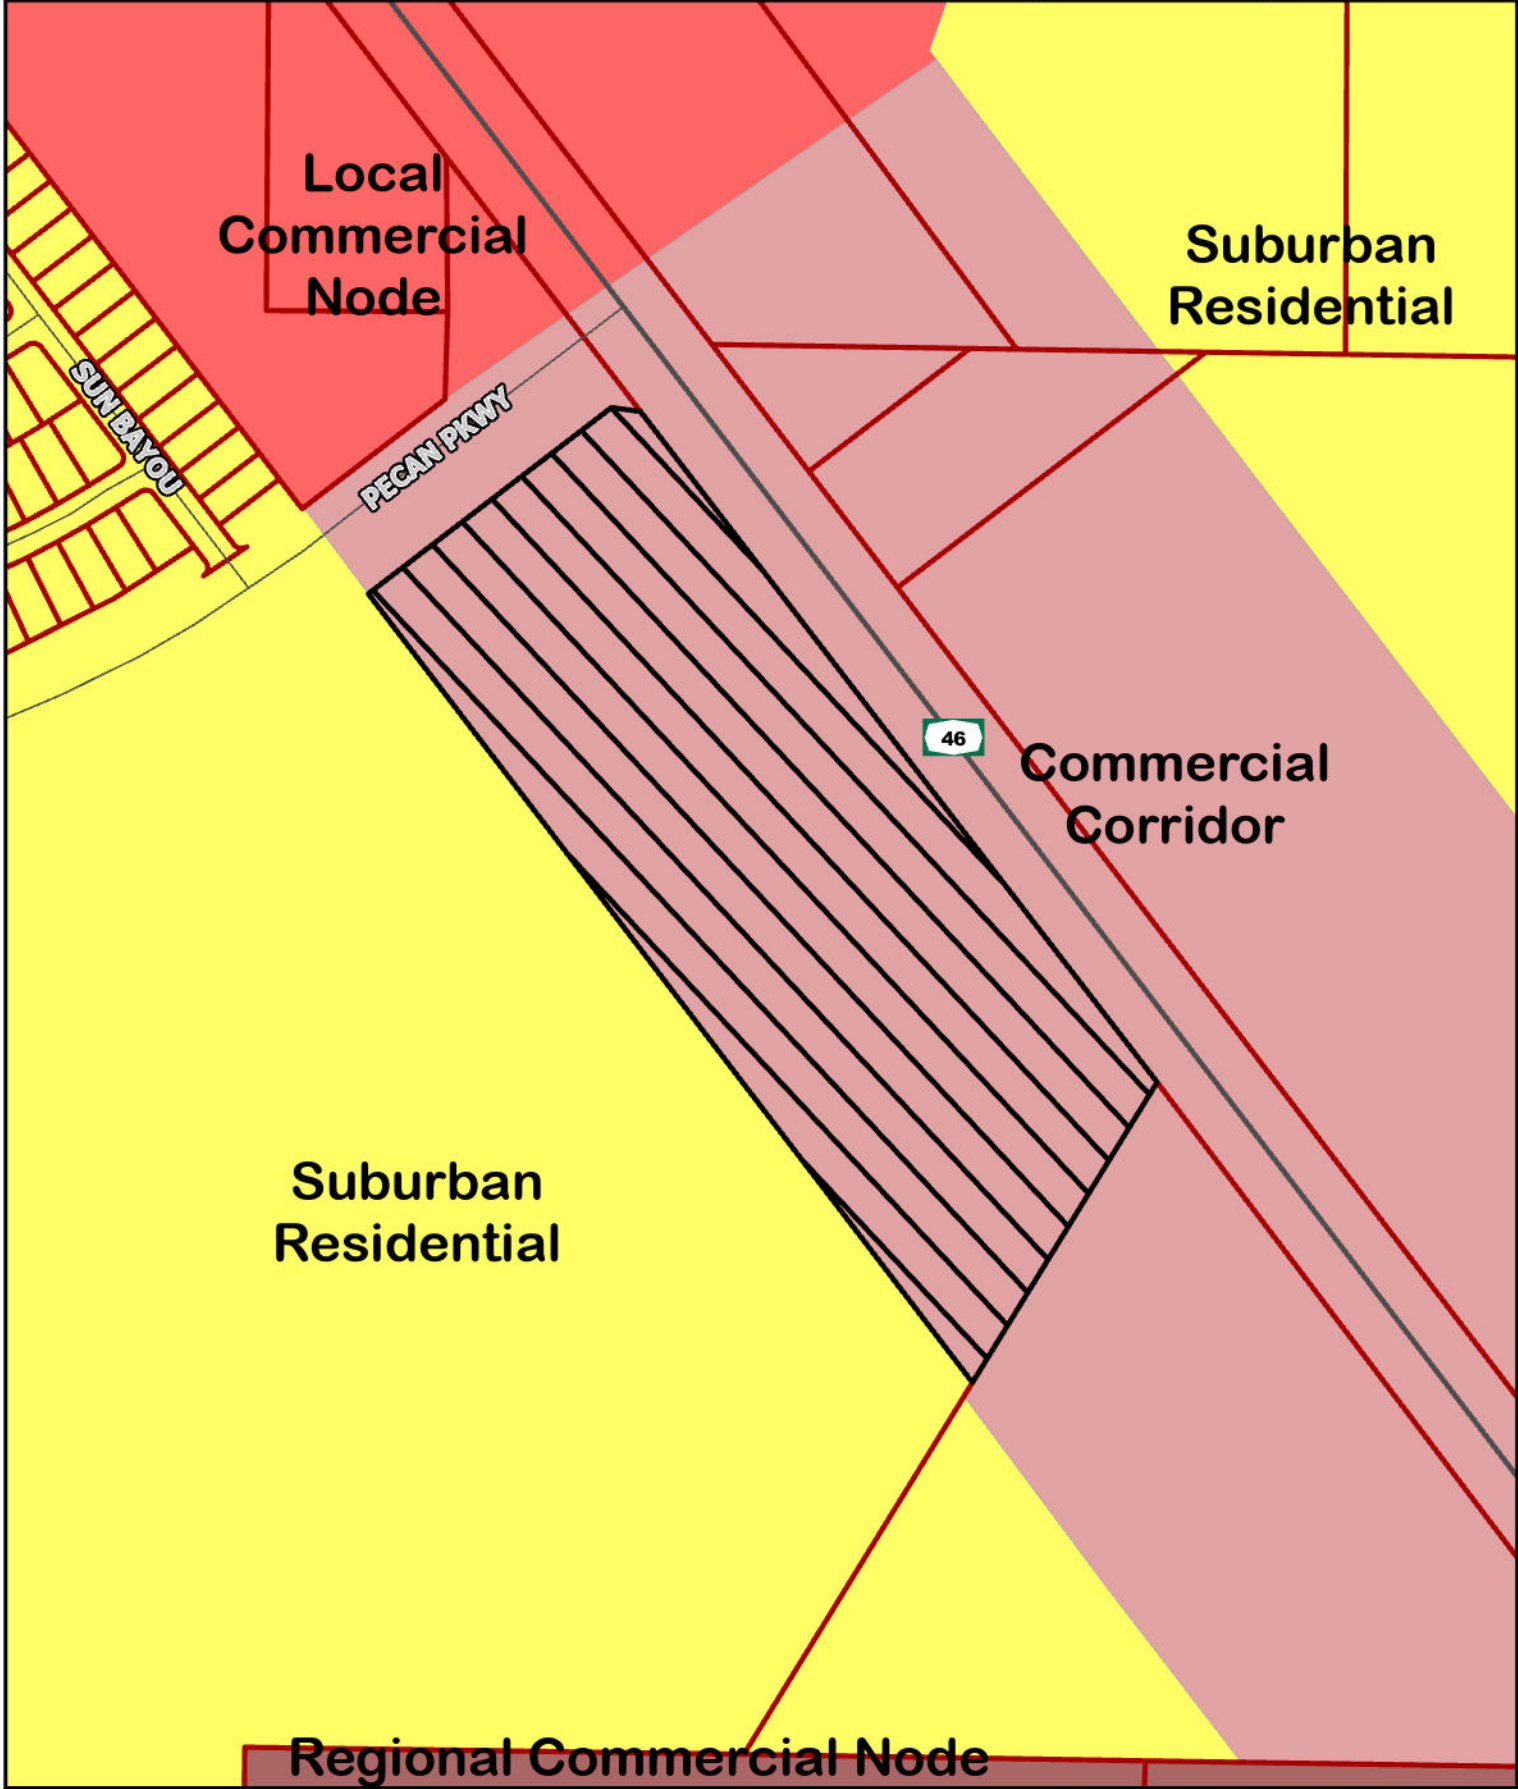 Local
Commercial
Node
Suburban
Residential
SUN BAYOU
PECAN PKWY
46
Commercial
Corridor
Suburban
Residential
Regional Commercial Node